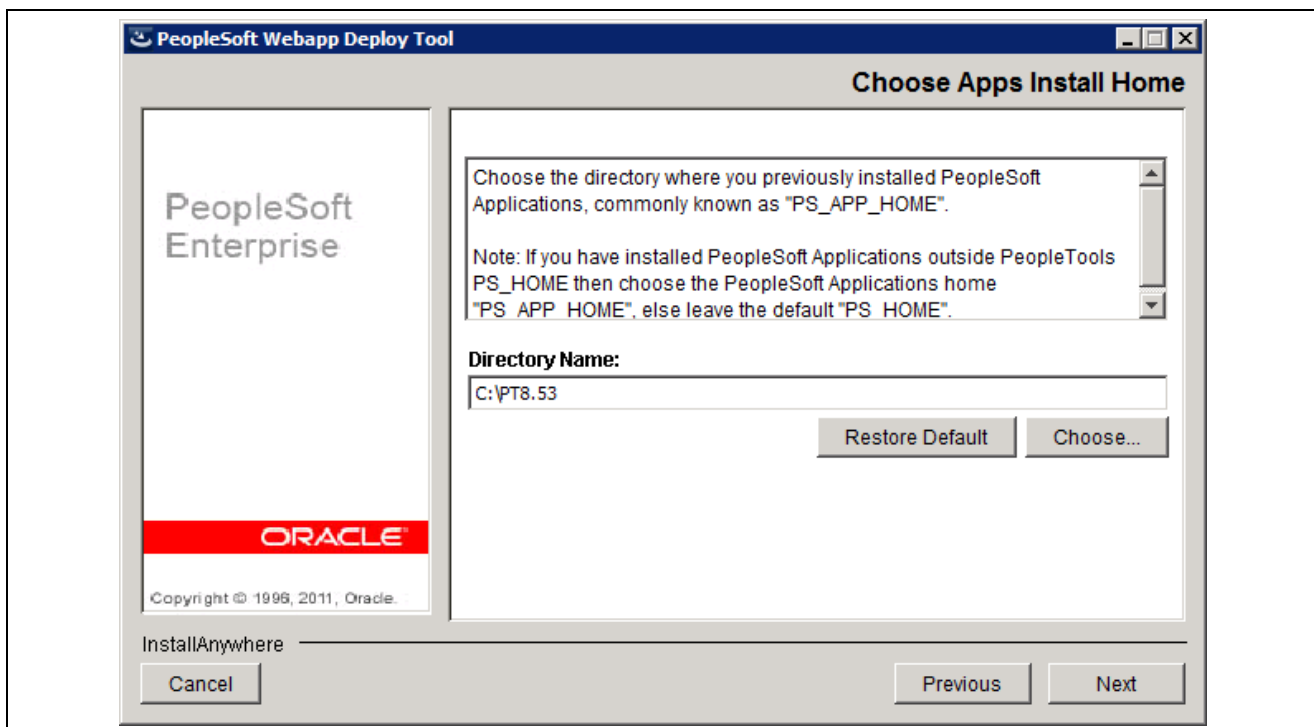 PeopleSoft Webapp Deploy Tool
Choose Apps Install Home
PeopleSoft
Enterprise
ORACLE
Copyright © 1996, 2011, Oracle.
Choose the directory where you previously installed PeopleSoft
Applications, commonly known as "PS_APP_HOME".
Note: If you have installed PeopleSoft Applications outside PeopleTools
PS_HOME then choose the PeopleSoft Applications home
"PS_APP_HOME", else leave the default "PS_HOME".
Directory Name:
C:\PT8.53
Restore Default
Choose...
InstallAnywhere
Cancel
Previous
Next